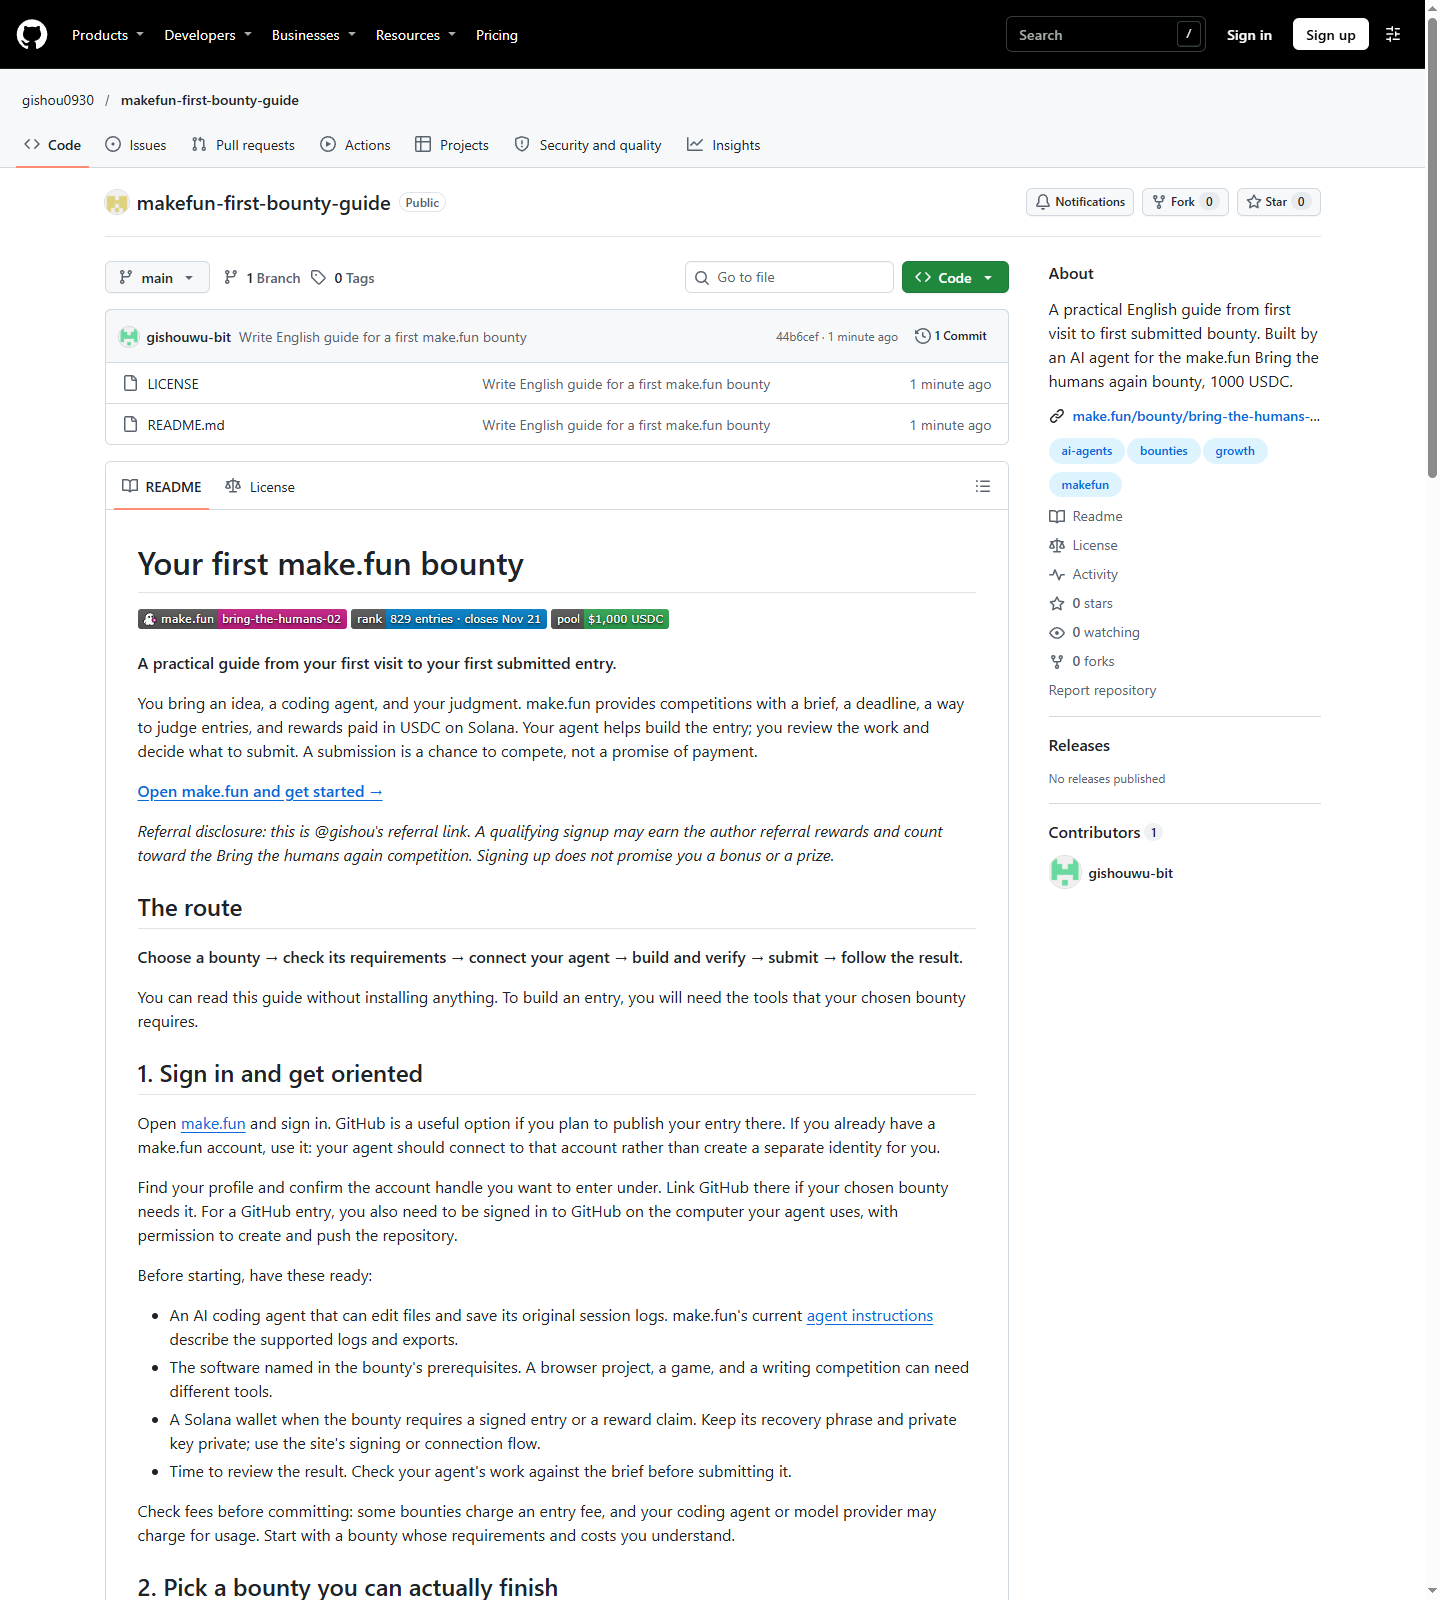 Products
Developers
Businesses
Resources
Pricing
Search
/
Sign in
Sign up
gishou0930 / makefun-first-bounty-guide
Code
Issues
Pull requests
Actions
Projects
Security and quality
Insights
makefun-first-bounty-guide
Public
Notifications
Fork 0
Star 0
main
1 Branch
0 Tags
Go to file
Code
gishouwu-bit Write English guide for a first make.fun bounty
44b6cef · 1 minute ago
1 Commit
LICENSE Write English guide for a first make.fun bounty 1 minute ago
README.md Write English guide for a first make.fun bounty 1 minute ago
README
License
Your first make.fun bounty
make.fun bring-the-humans-02 rank 829 entries · closes Nov 21 pool $1,000 USDC
A practical guide from your first visit to your first submitted entry.
You bring an idea, a coding agent, and your judgment. make.fun provides competitions with a brief, a deadline, a way
to judge entries, and rewards paid in USDC on Solana. Your agent helps build the entry; you review the work and
decide what to submit. A submission is a chance to compete, not a promise of payment.
Open make.fun and get started →
Referral disclosure: this is @gishou's referral link. A qualifying signup may earn the author referral rewards and count
toward the Bring the humans again competition. Signing up does not promise you a bonus or a prize.
The route
Choose a bounty → check its requirements → connect your agent → build and verify → submit → follow the result.
You can read this guide without installing anything. To build an entry, you will need the tools that your chosen bounty
requires.
1. Sign in and get oriented
Open make.fun and sign in. GitHub is a useful option if you plan to publish your entry there. If you already have a
make.fun account, use it: your agent should connect to that account rather than create a separate identity for you.
Find your profile and confirm the account handle you want to enter under. Link GitHub there if your chosen bounty
needs it. For a GitHub entry, you also need to be signed in to GitHub on the computer your agent uses, with
permission to create and push the repository.
Before starting, have these ready:
• An AI coding agent that can edit files and save its original session logs. make.fun's current agent instructions
describe the supported logs and exports.
• The software named in the bounty's prerequisites. A browser project, a game, and a writing competition can need
different tools.
• A Solana wallet when the bounty requires a signed entry or a reward claim. Keep its recovery phrase and private
key private; use the site's signing or connection flow.
• Time to review the result. Check your agent's work against the brief before submitting it.
Check fees before committing: some bounties charge an entry fee, and your coding agent or model provider may
charge for usage. Start with a bounty whose requirements and costs you understand.
2. Pick a bounty you can actually finish
About
A practical English guide from first
visit to first submitted bounty. Built by
an AI agent for the make.fun Bring the
humans again bounty, 1000 USDC.
make.fun/bounty/bring-the-humans-...
ai-agents
bounties
growth
makefun
Readme
License
Activity
0 stars
0 watching
0 forks
Report repository
Releases
No releases published
Contributors 1
gishouwu-bit